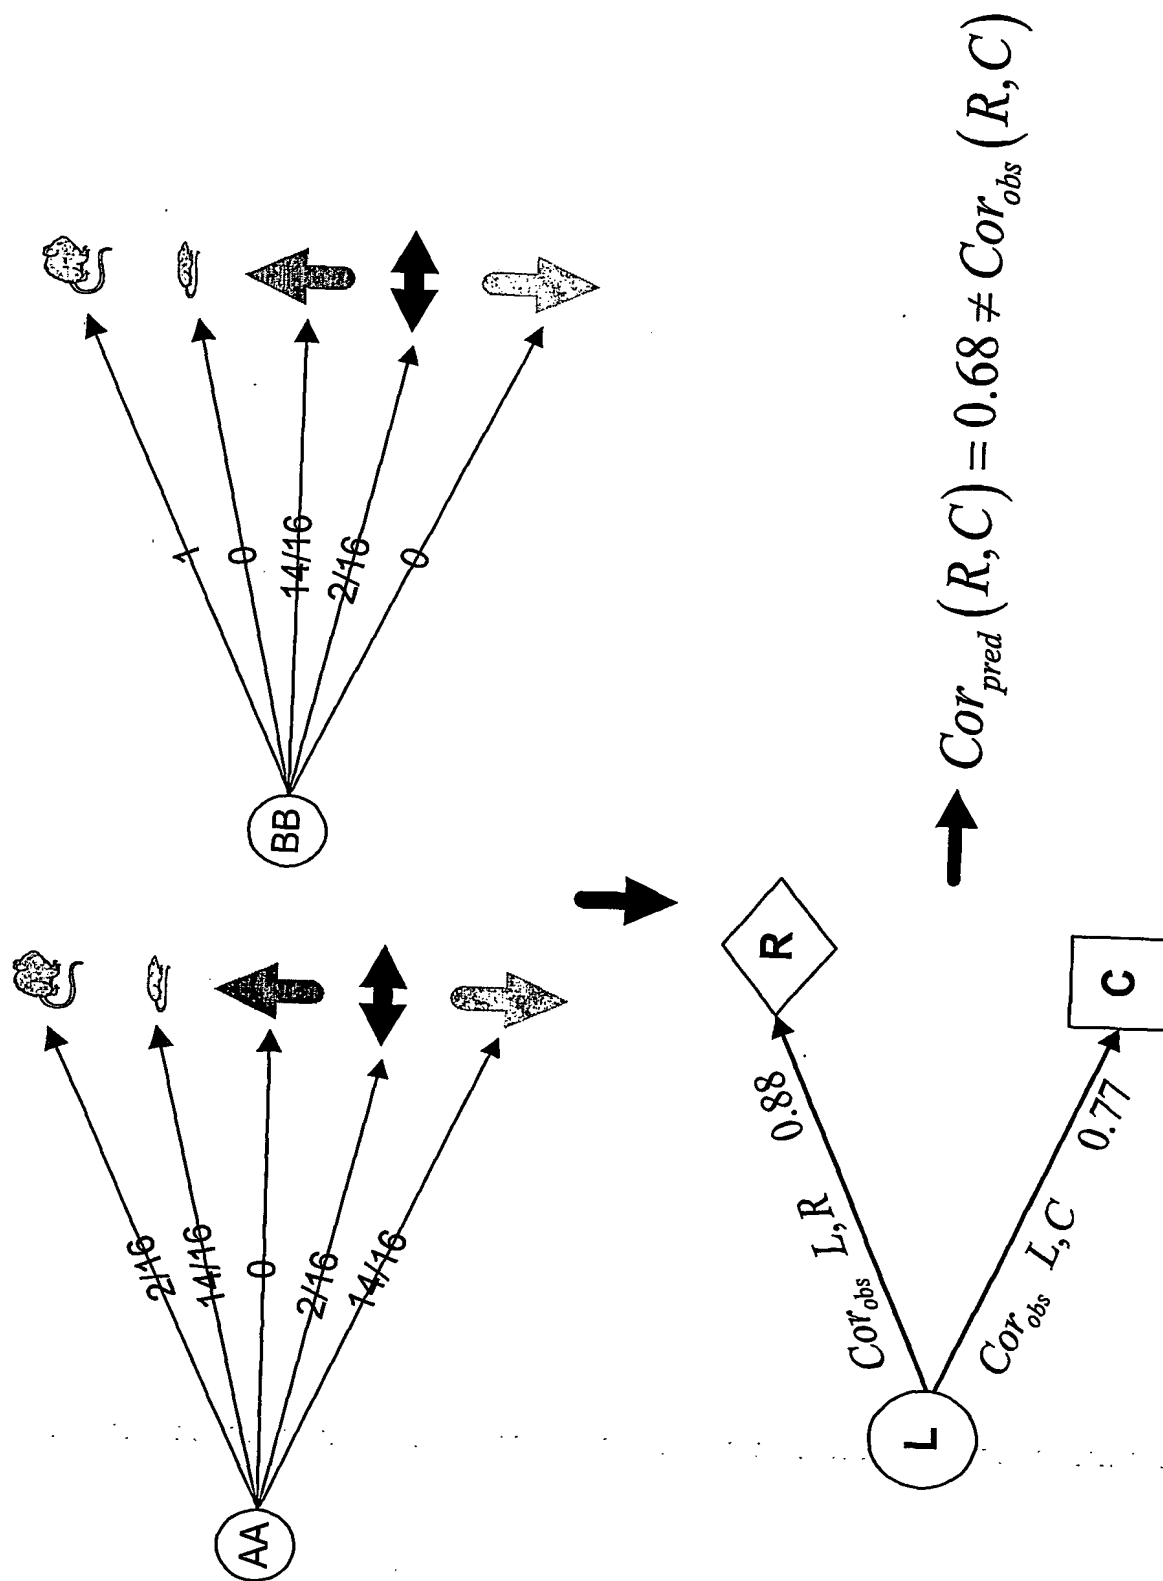 AA
2/16
14/16
0
2/16
14/16
BB
1
0
14/16
2/16
0
L
Cor_obs L,R 0.88
R
Cor_obs L,C 0.77
C
Cor_pred (R,C) = 0.68 ≠ Cor_obs (R,C)